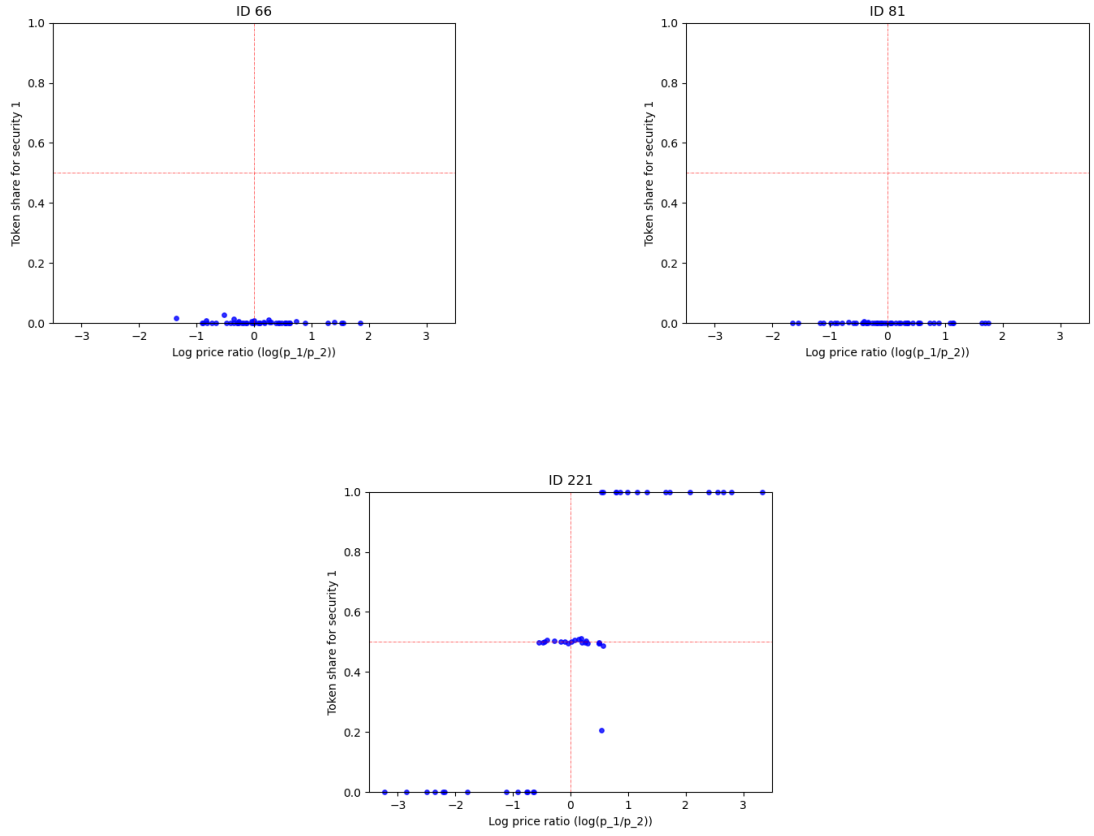 ID 66
1.0
0.8
0.6
0.4
0.2
0.0
Token share for security 1
−3 −2 −1 0 1 2 3
Log price ratio (log(p_1/p_2))
ID 81
1.0
0.8
0.6
0.4
0.2
0.0
Token share for security 1
−3 −2 −1 0 1 2 3
Log price ratio (log(p_1/p_2))
ID 221
1.0
0.8
0.6
0.4
0.2
0.0
Token share for security 1
−3 −2 −1 0 1 2 3
Log price ratio (log(p_1/p_2))